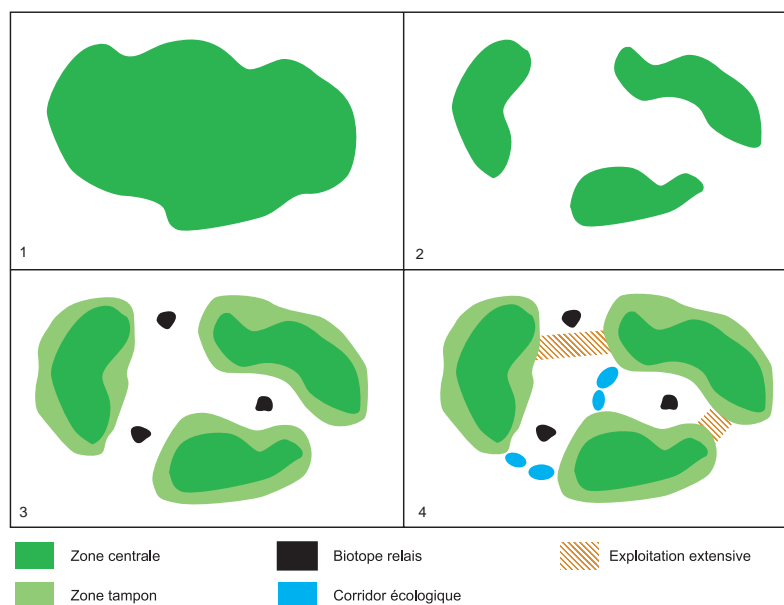 1
2
3
4
Zone centrale
Biotope relais
Exploitation extensive
Zone tampon
Corridor écologique